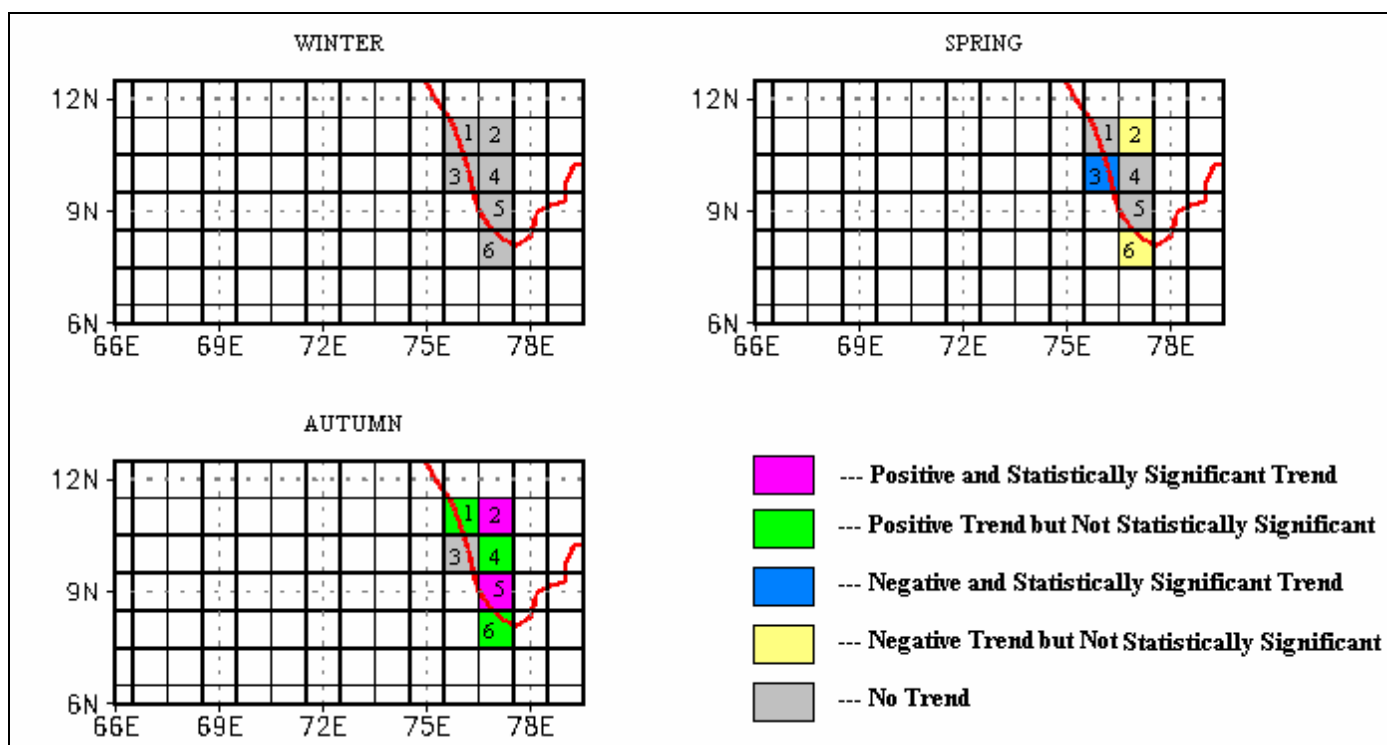 WINTER
12N
9N
6N
66E 69E 72E 75E 78E
1 2
3 4
5
6
SPRING
12N
9N
6N
66E 69E 72E 75E 78E
1 2
3 4
5
6
AUTUMN
12N
9N
6N
66E 69E 72E 75E 78E
1 2
3 4
5
6
--- Positive and Statistically Significant Trend
--- Positive Trend but Not Statistically Significant
--- Negative and Statistically Significant Trend
--- Negative Trend but Not Statistically Significant
--- No Trend